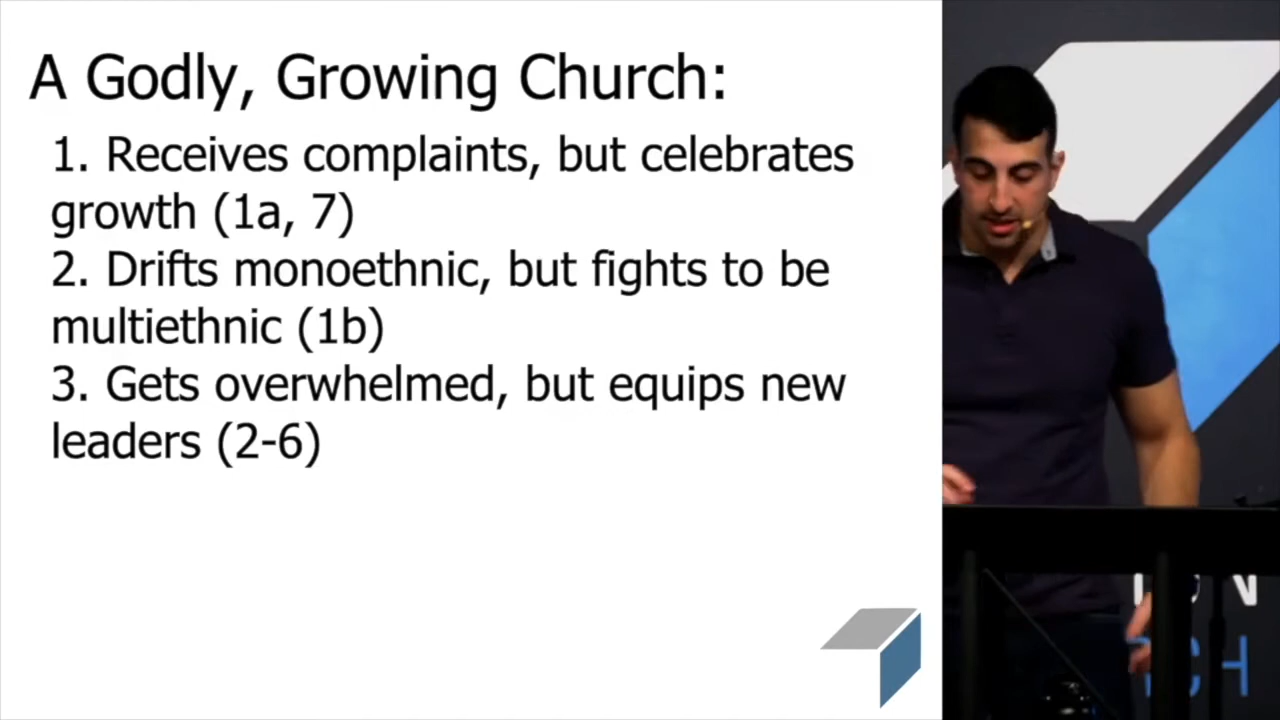 A Godly, Growing Church:
1. Receives complaints, but celebrates
growth (1a, 7)
2. Drifts monoethnic, but fights to be
multiethnic (1b)
3. Gets overwhelmed, but equips new
leaders (2-6)